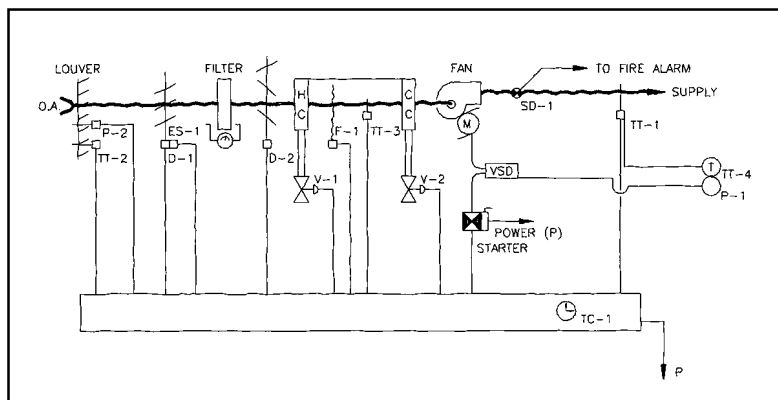 LOUVER
FILTER
FAN
TO FIRE ALARM
O.A.
H
C
C
C
SUPPLY
SD-1
P-2
ES-1
F-1
TT-3
M
TT-1
TT-2
D-1
D-2
VSD
T
TT-4
V-1
V-2
P-1
POWER (P)
STARTER
TC-1
P